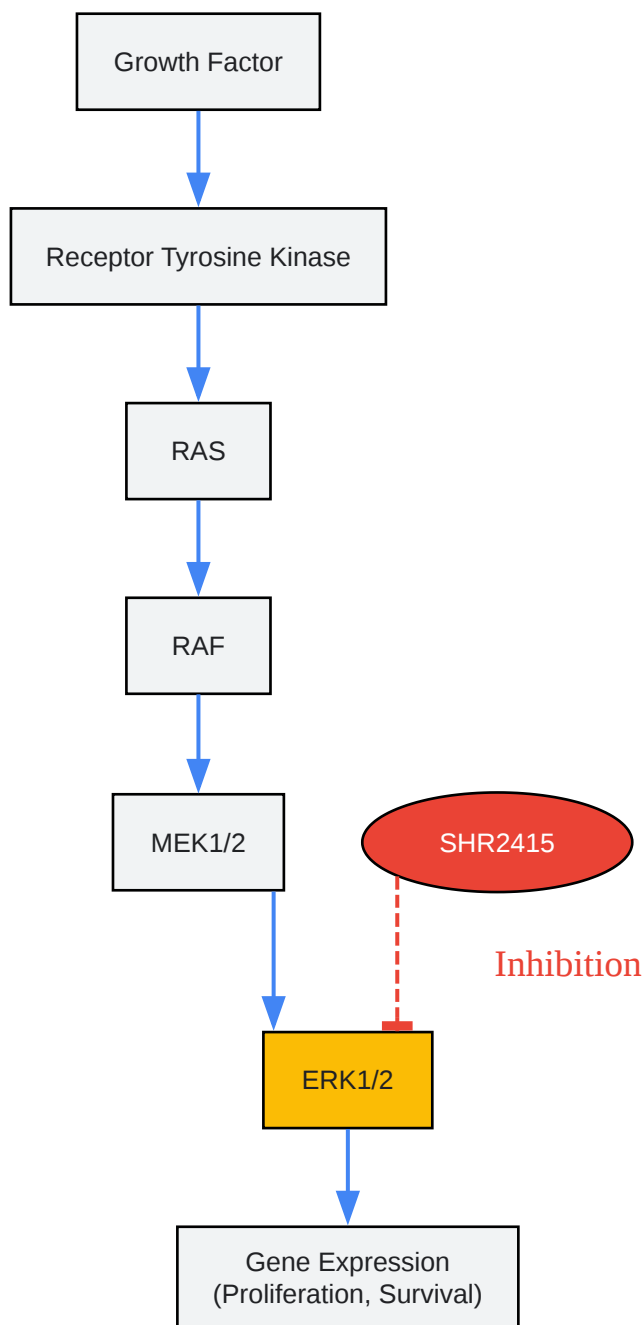 Growth Factor
Receptor Tyrosine Kinase
RAS
RAF
MEK1/2
SHR2415
Inhibition
ERK1/2
Gene Expression
(Proliferation, Survival)